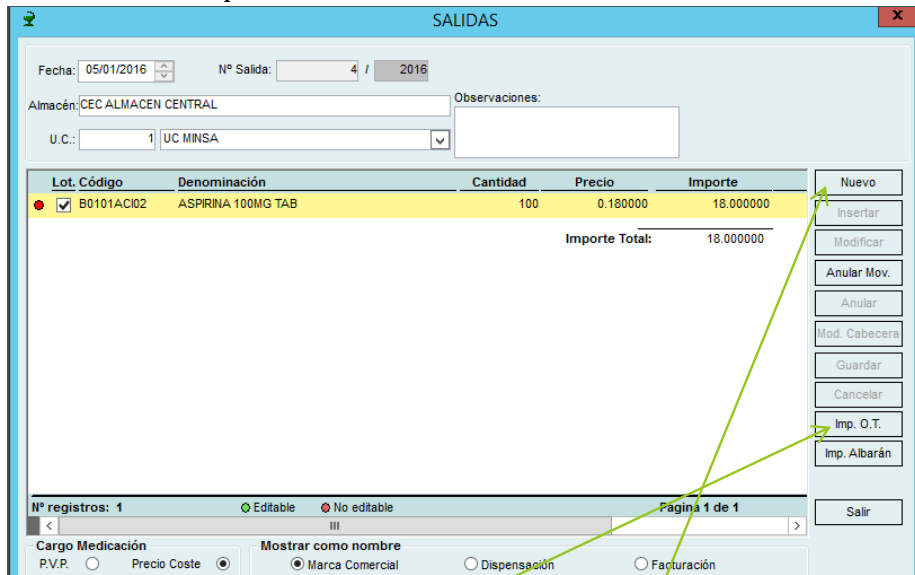 SALIDAS
x
Fecha: 05/01/2016 Nº Salida: 4 / 2016
Almacén: CEC ALMACEN CENTRAL Observaciones:
U.C.: 1 UC MINSA
Lot. Código Denominación Cantidad Precio Importe
B0101ACI02 ASPIRINA 100MG TAB 100 0.180000 18.000000
Importe Total: 18.000000
Nuevo
Insertar
Modificar
Anular Mov.
Anular
Mod. Cabecera
Guardar
Cancelar
Imp. O.T.
Imp. Albarán
Nº registros: 1 Editable No editable Pagina 1 de 1
Salir
Cargo Medicación Mostrar como nombre
P.V.P. Precio Coste Marca Comercial Dispensación Facturación